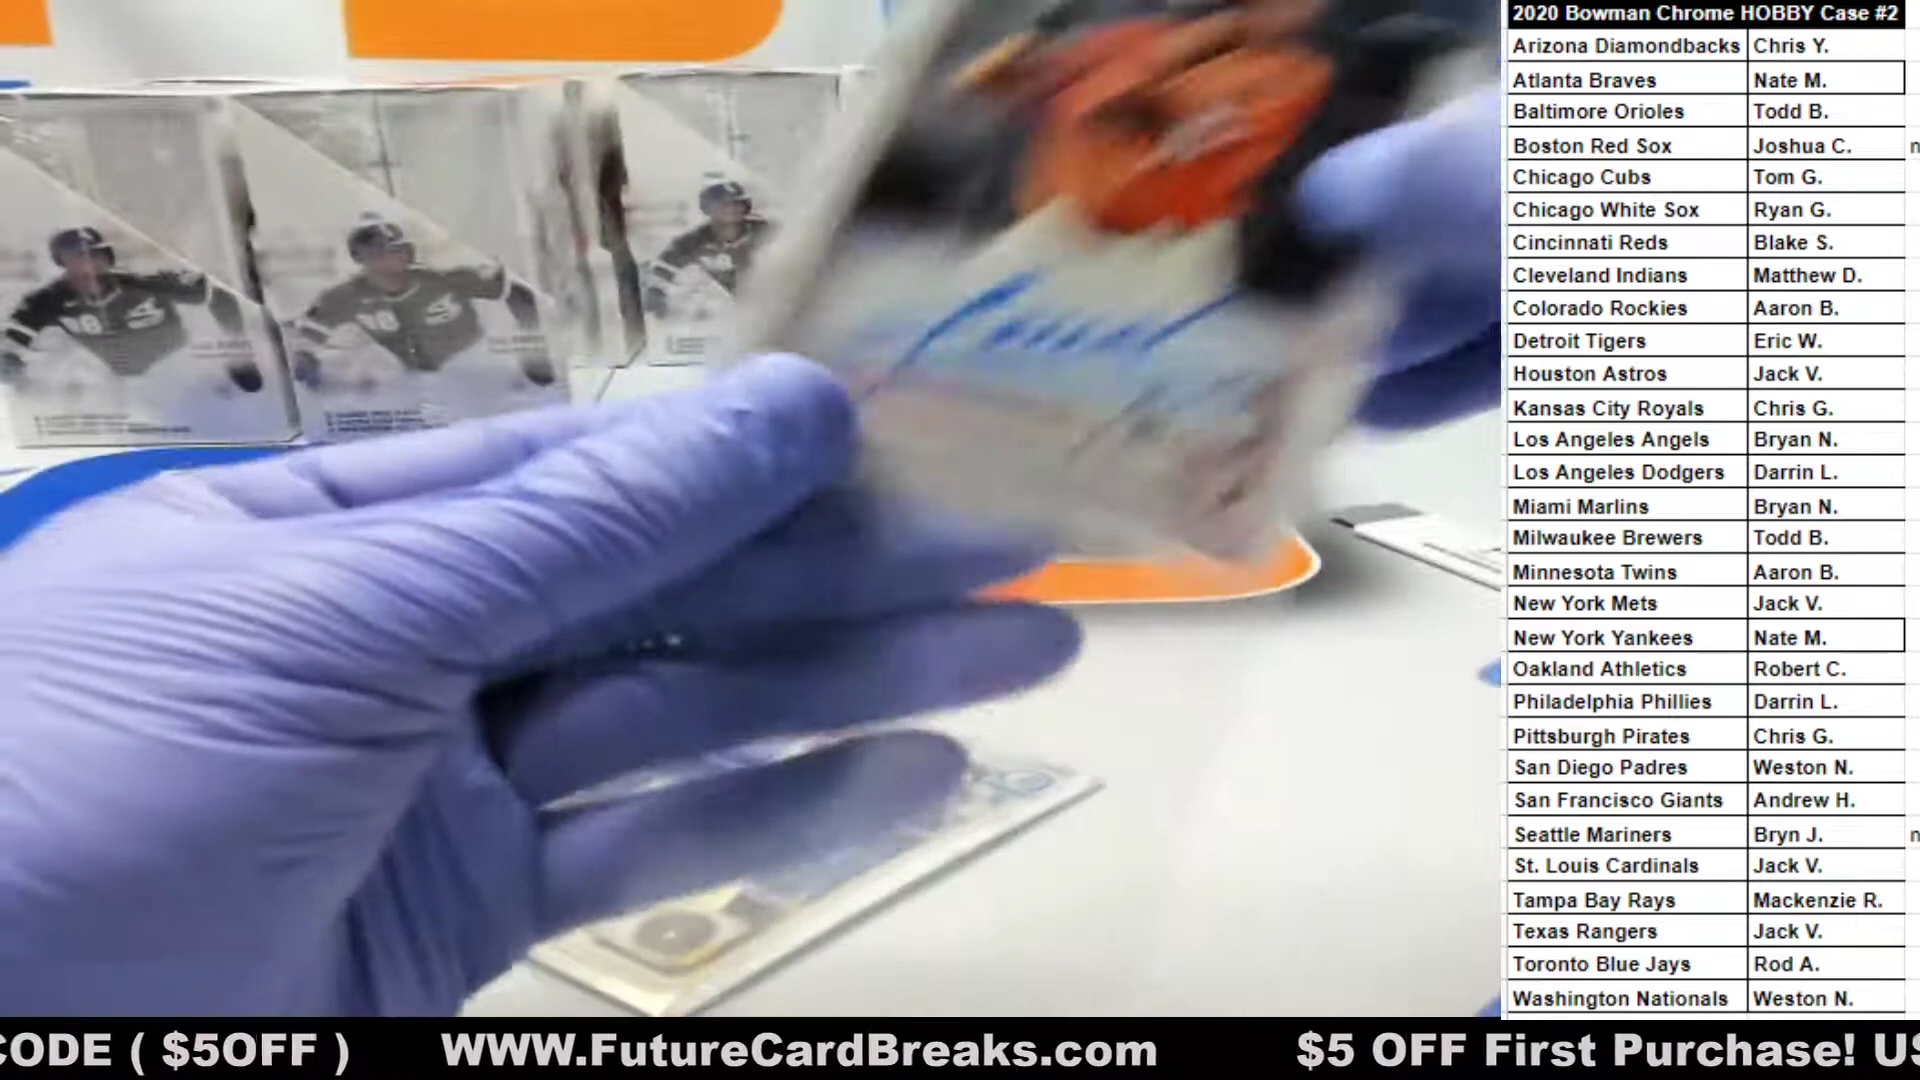 2020 Bowman Chrome HOBBY Case #2
Arizona Diamondbacks Chris Y.
Atlanta Braves Nate M.
Baltimore Orioles Todd B.
Boston Red Sox Joshua C.
Chicago Cubs Tom G.
Chicago White Sox Ryan G.
Cincinnati Reds Blake S.
Cleveland Indians Matthew D.
Colorado Rockies Aaron B.
Detroit Tigers Eric W.
Houston Astros Jack V.
Kansas City Royals Chris G.
Los Angeles Angels Bryan N.
Los Angeles Dodgers Darrin L.
Miami Marlins Bryan N.
Milwaukee Brewers Todd B.
Minnesota Twins Aaron B.
New York Mets Jack V.
New York Yankees Nate M.
Oakland Athletics Robert C.
Philadelphia Phillies Darrin L.
Pittsburgh Pirates Chris G.
San Diego Padres Weston N.
San Francisco Giants Andrew H.
Seattle Mariners Bryn J.
St. Louis Cardinals Jack V.
Tampa Bay Rays Mackenzie R.
Texas Rangers Jack V.
Toronto Blue Jays Rod A.
Washington Nationals Weston N.
CODE ( $5OFF ) WWW.FutureCardBreaks.com $5 OFF First Purchase! US